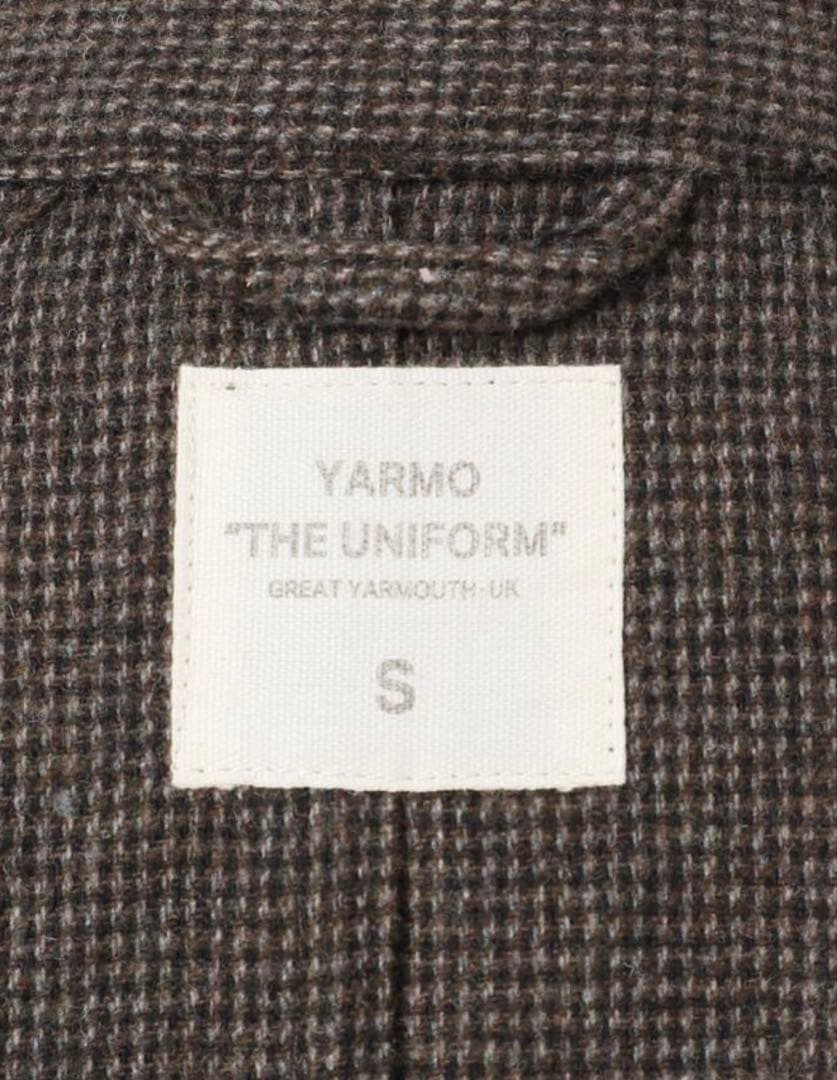 YARMO
"THE UNIFORM"
GREAT YARMOUTH-UK
S